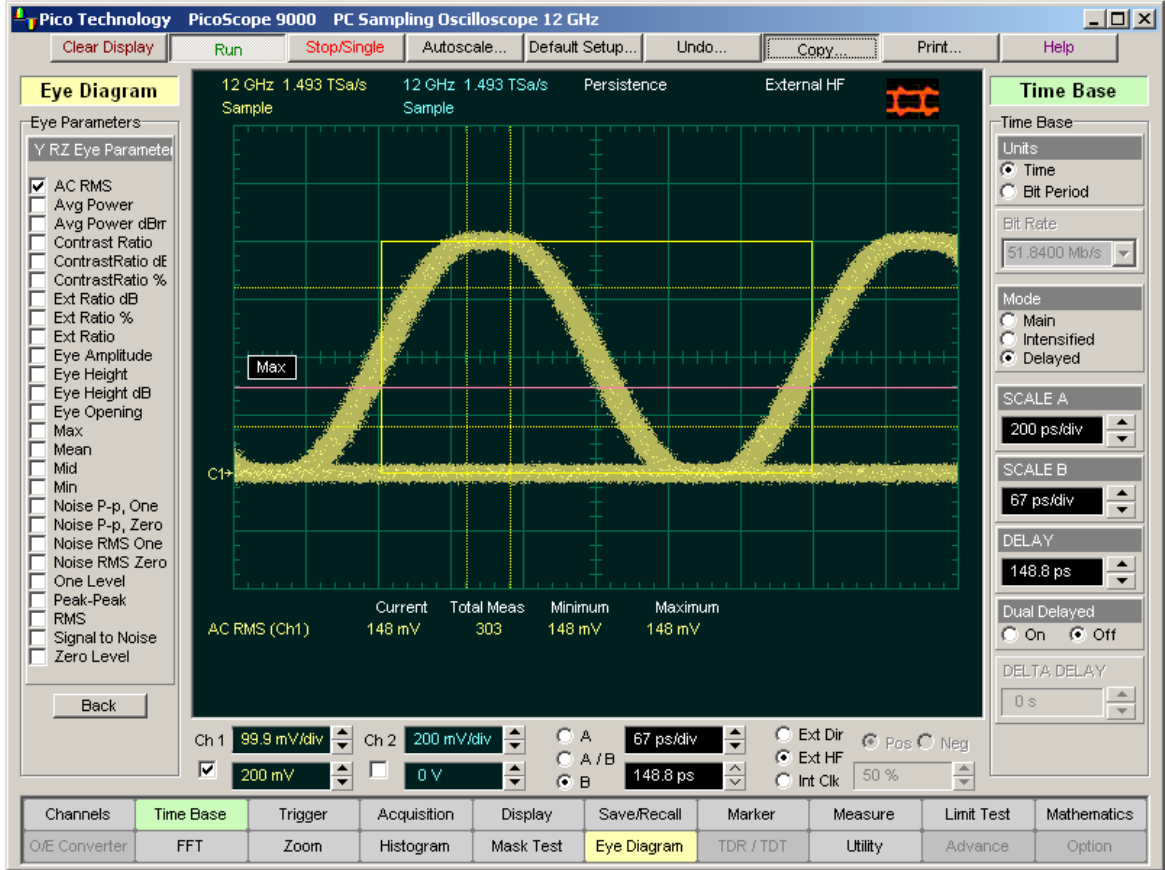 Pico Technology PicoScope 9000 PC Sampling Oscilloscope 12 GHz
Clear Display Run Stop/Single Autoscale... Default Setup... Undo... Copy... Print... Help
Eye Diagram
Eye Parameters
Y RZ Eye Parameter
AC RMS
Avg Power
Avg Power dBm
Contrast Ratio
ContrastRatio dE
ContrastRatio %
Ext Ratio dB
Ext Ratio %
Ext Ratio
Eye Amplitude
Eye Height
Eye Height dB
Eye Opening
Max
Mean
Mid
Min
Noise P-p, One
Noise P-p, Zero
Noise RMS One
Noise RMS Zero
One Level
Peak-Peak
RMS
Signal to Noise
Zero Level
Back
12 GHz 1.493 TSa/s 12 GHz 1.493 TSa/s Persistence External HF
Sample Sample
Max
C1
Current Total Meas Minimum Maximum
AC RMS (Ch1) 148 mV 303 148 mV 148 mV
Time Base
Time Base
Units
Time
Bit Period
Bit Rate
51.8400 Mb/s
Mode
Main
Intensified
Delayed
SCALE A
200 ps/div
SCALE B
67 ps/div
DELAY
148.8 ps
Dual Delayed
On Off
DELTA DELAY
0 s
Ch 1 99.9 mV/div Ch 2 200 mV/div A 67 ps/div Ext Dir Pos Neg
A / B Ext HF
200 mV 0 V B 148.8 ps Int Clk 50 %
Channels Time Base Trigger Acquisition Display Save/Recall Marker Measure Limit Test Mathematics
O/E Converter FFT Zoom Histogram Mask Test Eye Diagram TDR / TDT Utility Advance Option